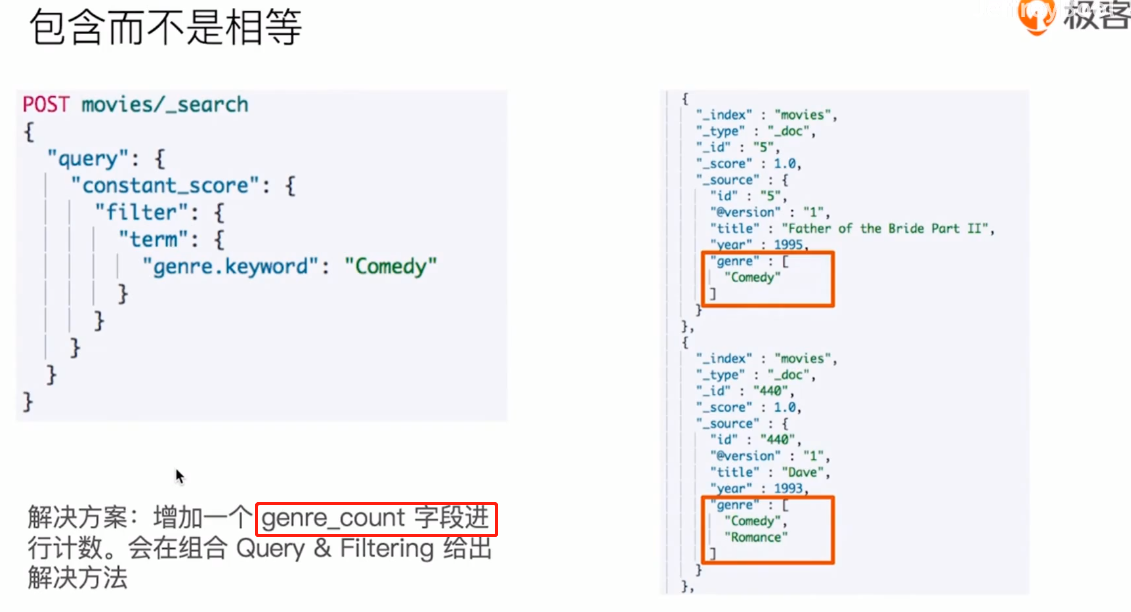 包含而不是相等
极客
POST movies/_search
{
"query": {
"constant_score": {
"filter": {
"term": {
"genre.keyword": "Comedy"
}
}
}
}
}
解决方案：增加一个 genre_count 字段进
行计数。会在组合 Query & Filtering 给出
解决方法
{
"_index" : "movies",
"_type" : "_doc",
"_id" : "5",
"_score" : 1.0,
"_source" : {
"id" : "5",
"@version" : "1",
"title" : "Father of the Bride Part II",
"year" : 1995,
"genre" : [
"Comedy"
]
}
},
{
"_index" : "movies",
"_type" : "_doc",
"_id" : "440",
"_score" : 1.0,
"_source" : {
"id" : "440",
"@version" : "1",
"title" : "Dave",
"year" : 1993,
"genre" : [
"Comedy",
"Romance"
]
}
},